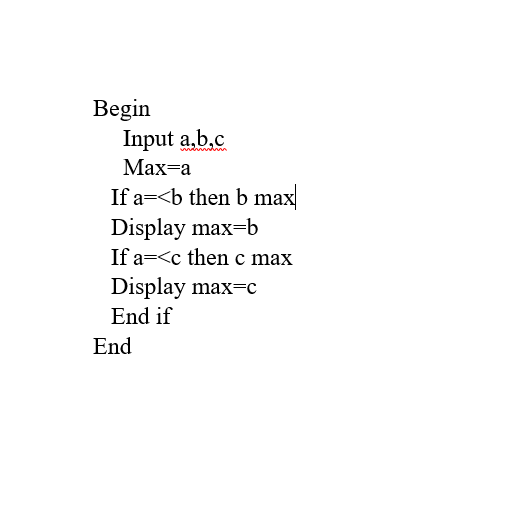 Begin
Input a,b,c
Max=a
If a=<b then b max
Display max=b
If a=<c then c max
Display max=c
End if
End